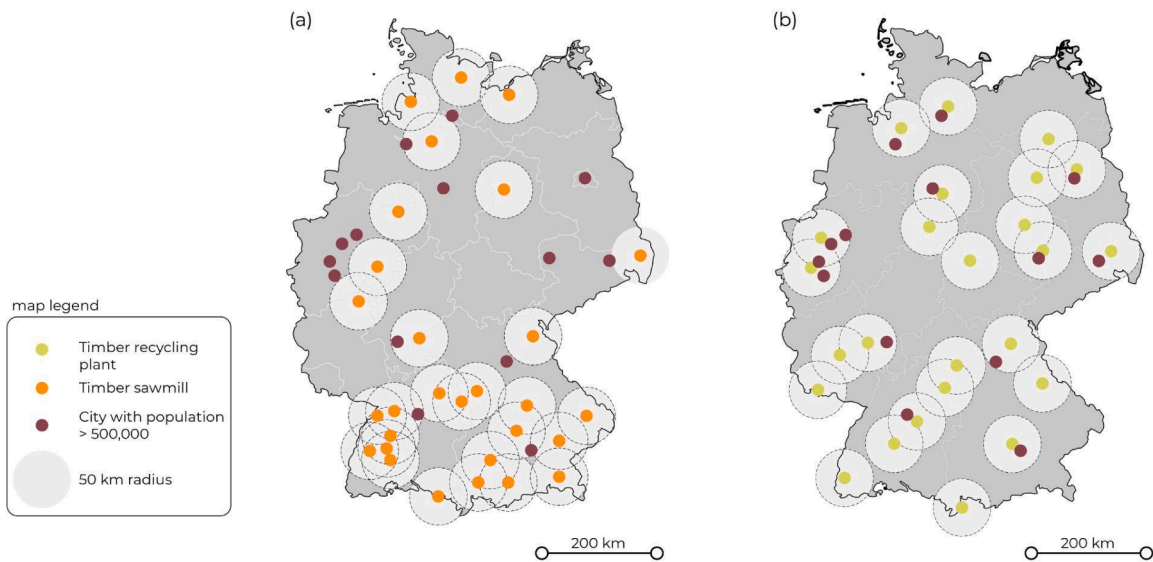 (a)
(b)
map legend
Timber recycling
plant
Timber sawmill
City with population
> 500,000
50 km radius
200 km
200 km